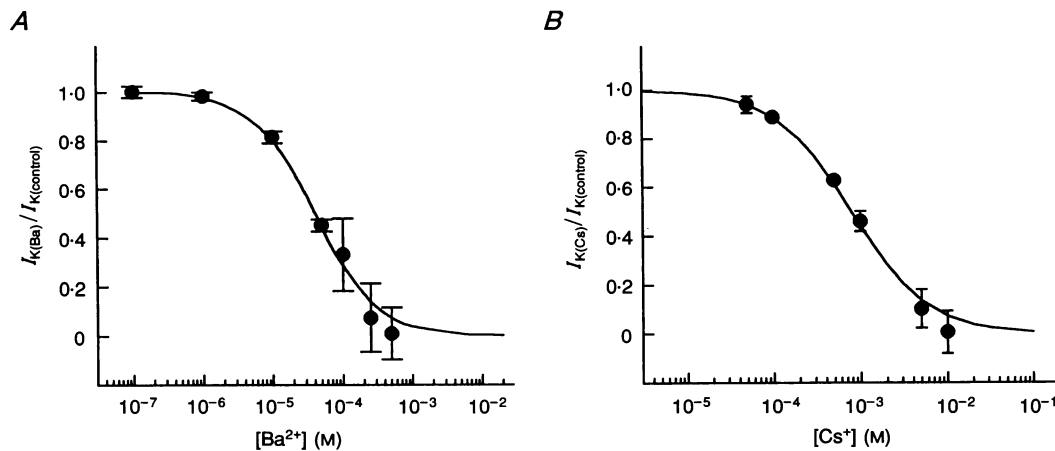 A
I_K(Ba)/I_K(control)
1·0
0·8
0·6
0·4
0·2
0
10⁻⁷ 10⁻⁶ 10⁻⁵ 10⁻⁴ 10⁻³ 10⁻²
[Ba²⁺] (M)
B
I_K(Cs)/I_K(control)
1·0
0·8
0·6
0·4
0·2
0
10⁻⁵ 10⁻⁴ 10⁻³ 10⁻² 10⁻¹
[Cs⁺] (M)